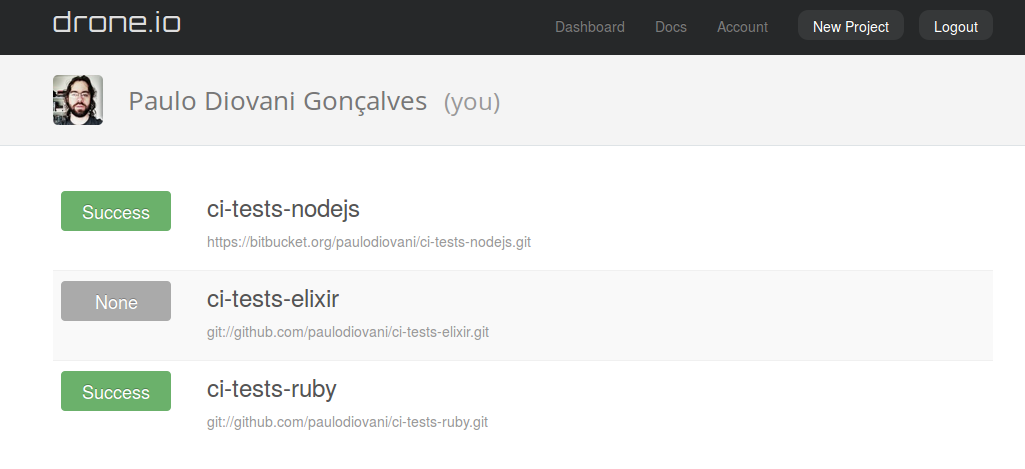 drone.io
Dashboard Docs Account New Project Logout
Paulo Diovani Gonçalves (you)
Success ci-tests-nodejs
https://bitbucket.org/paulodiovani/ci-tests-nodejs.git
None ci-tests-elixir
git://github.com/paulodiovani/ci-tests-elixir.git
Success ci-tests-ruby
git://github.com/paulodiovani/ci-tests-ruby.git